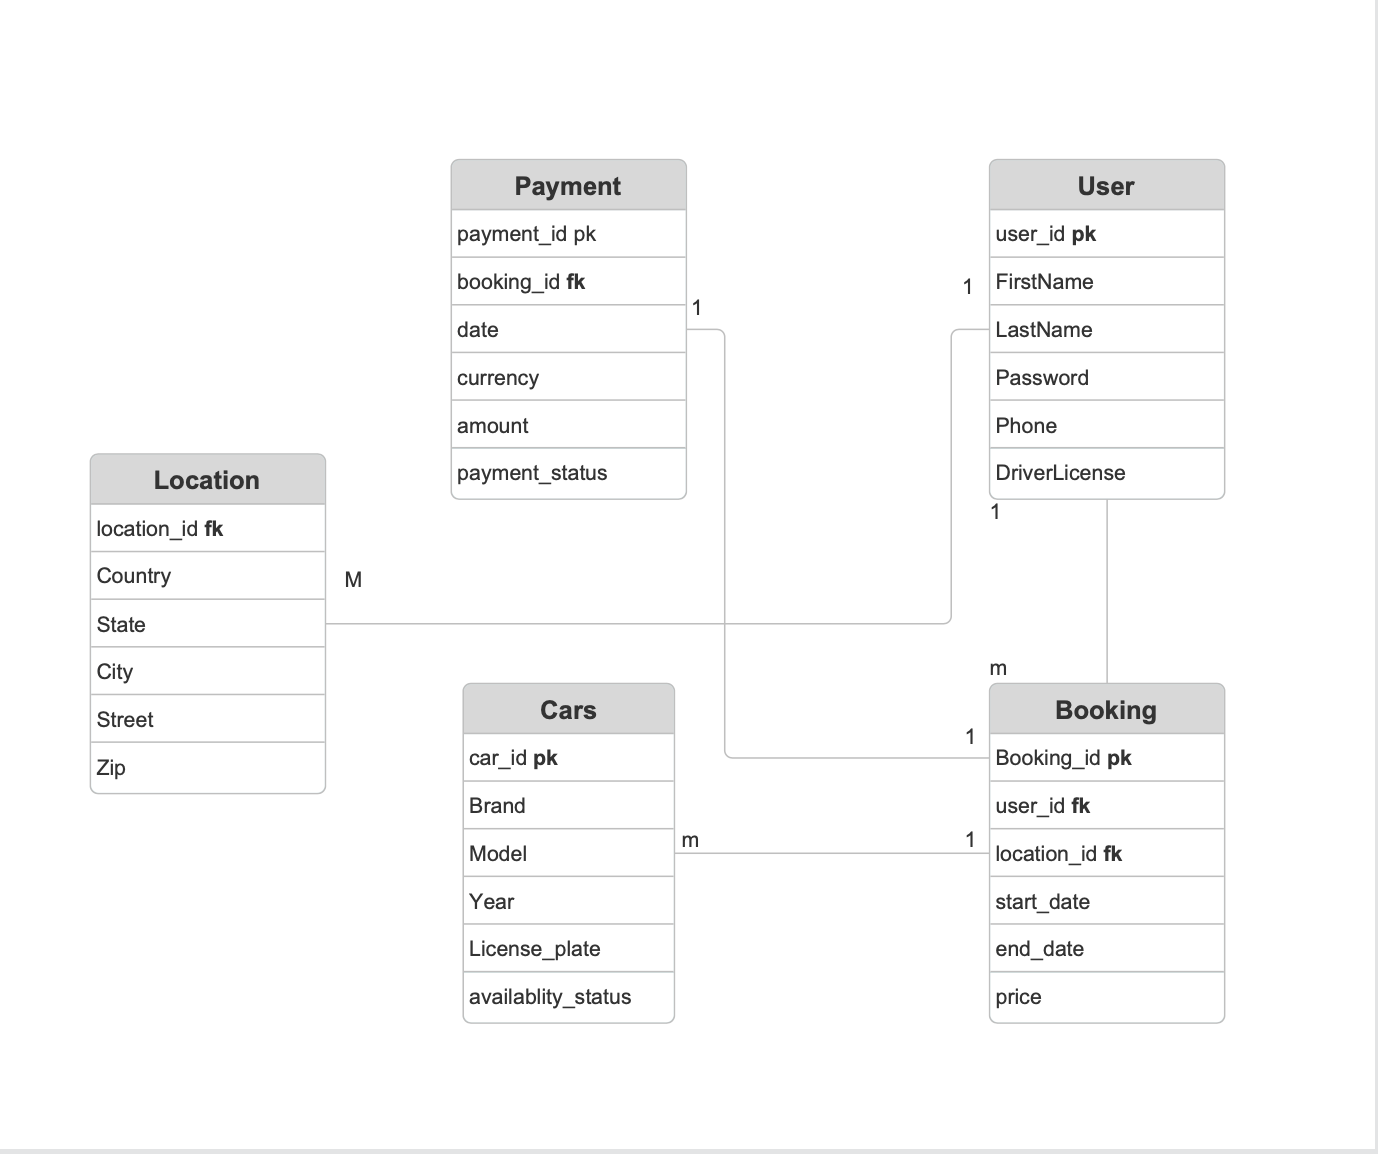 Payment
payment_id pk
booking_id fk
date
currency
amount
payment_status
1
User
user_id pk
FirstName
LastName
Password
Phone
DriverLicense
1
1
Location
location_id fk
Country
State
City
Street
Zip
M
Cars
car_id pk
Brand
Model
Year
License_plate
availablity_status
m
m
1
1
Booking
Booking_id pk
user_id fk
location_id fk
start_date
end_date
price